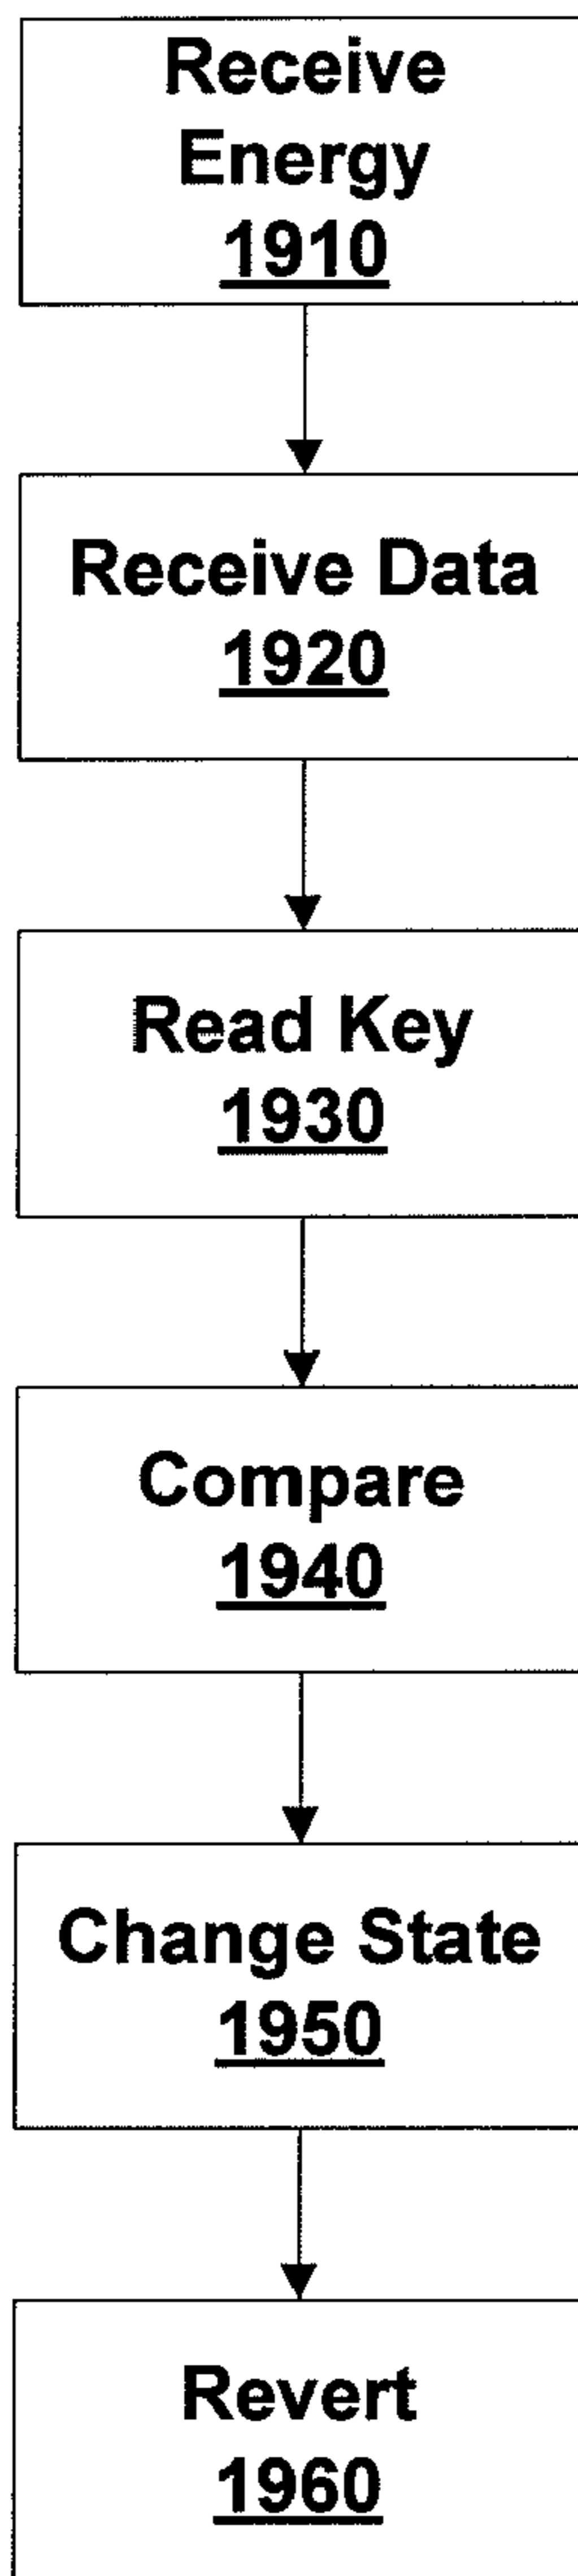 Receive
Energy
1910
Receive Data
1920
Read Key
1930
Compare
1940
Change State
1950
Revert
1960